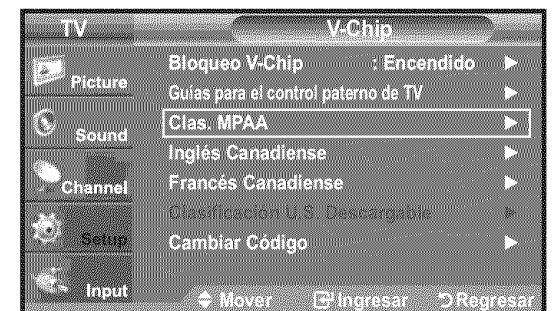 TV
V-Chip
Picture
Sound
Channel
Setup
Input
Bloqueo V-Chip : Encendido
Guías para el control paterno de TV
Clas. MPAA
Inglés Canadiense
Francés Canadiense
Clasificación U.S. Descargable
Cambiar Código
Mover Ingresar Regresar